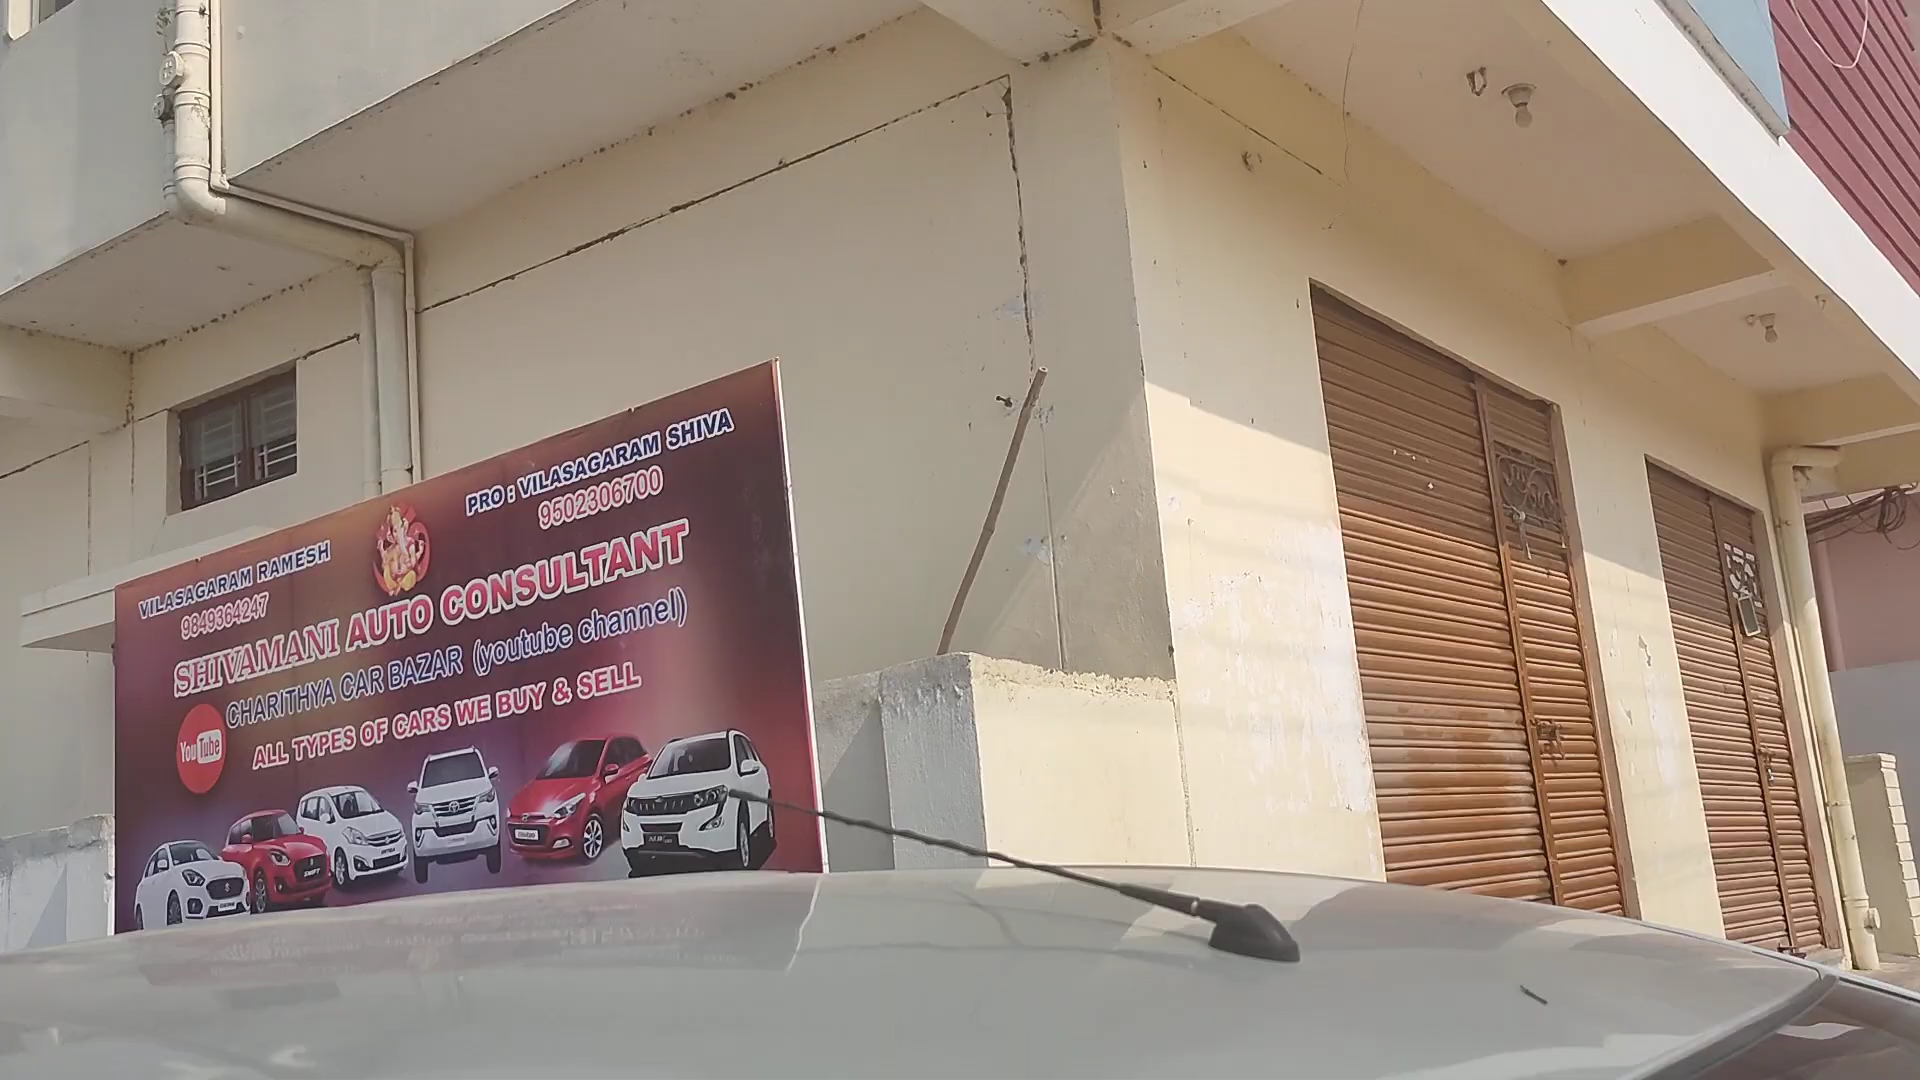 VILASAGARAM RAMESH
9849364247
PRO : VILASAGARAM SHIVA
9502306700
SHIVAMANI AUTO CONSULTANT
CHARITHYA CAR BAZAR (youtube channel)
YouTube
ALL TYPES OF CARS WE BUY & SELL
SWIFT